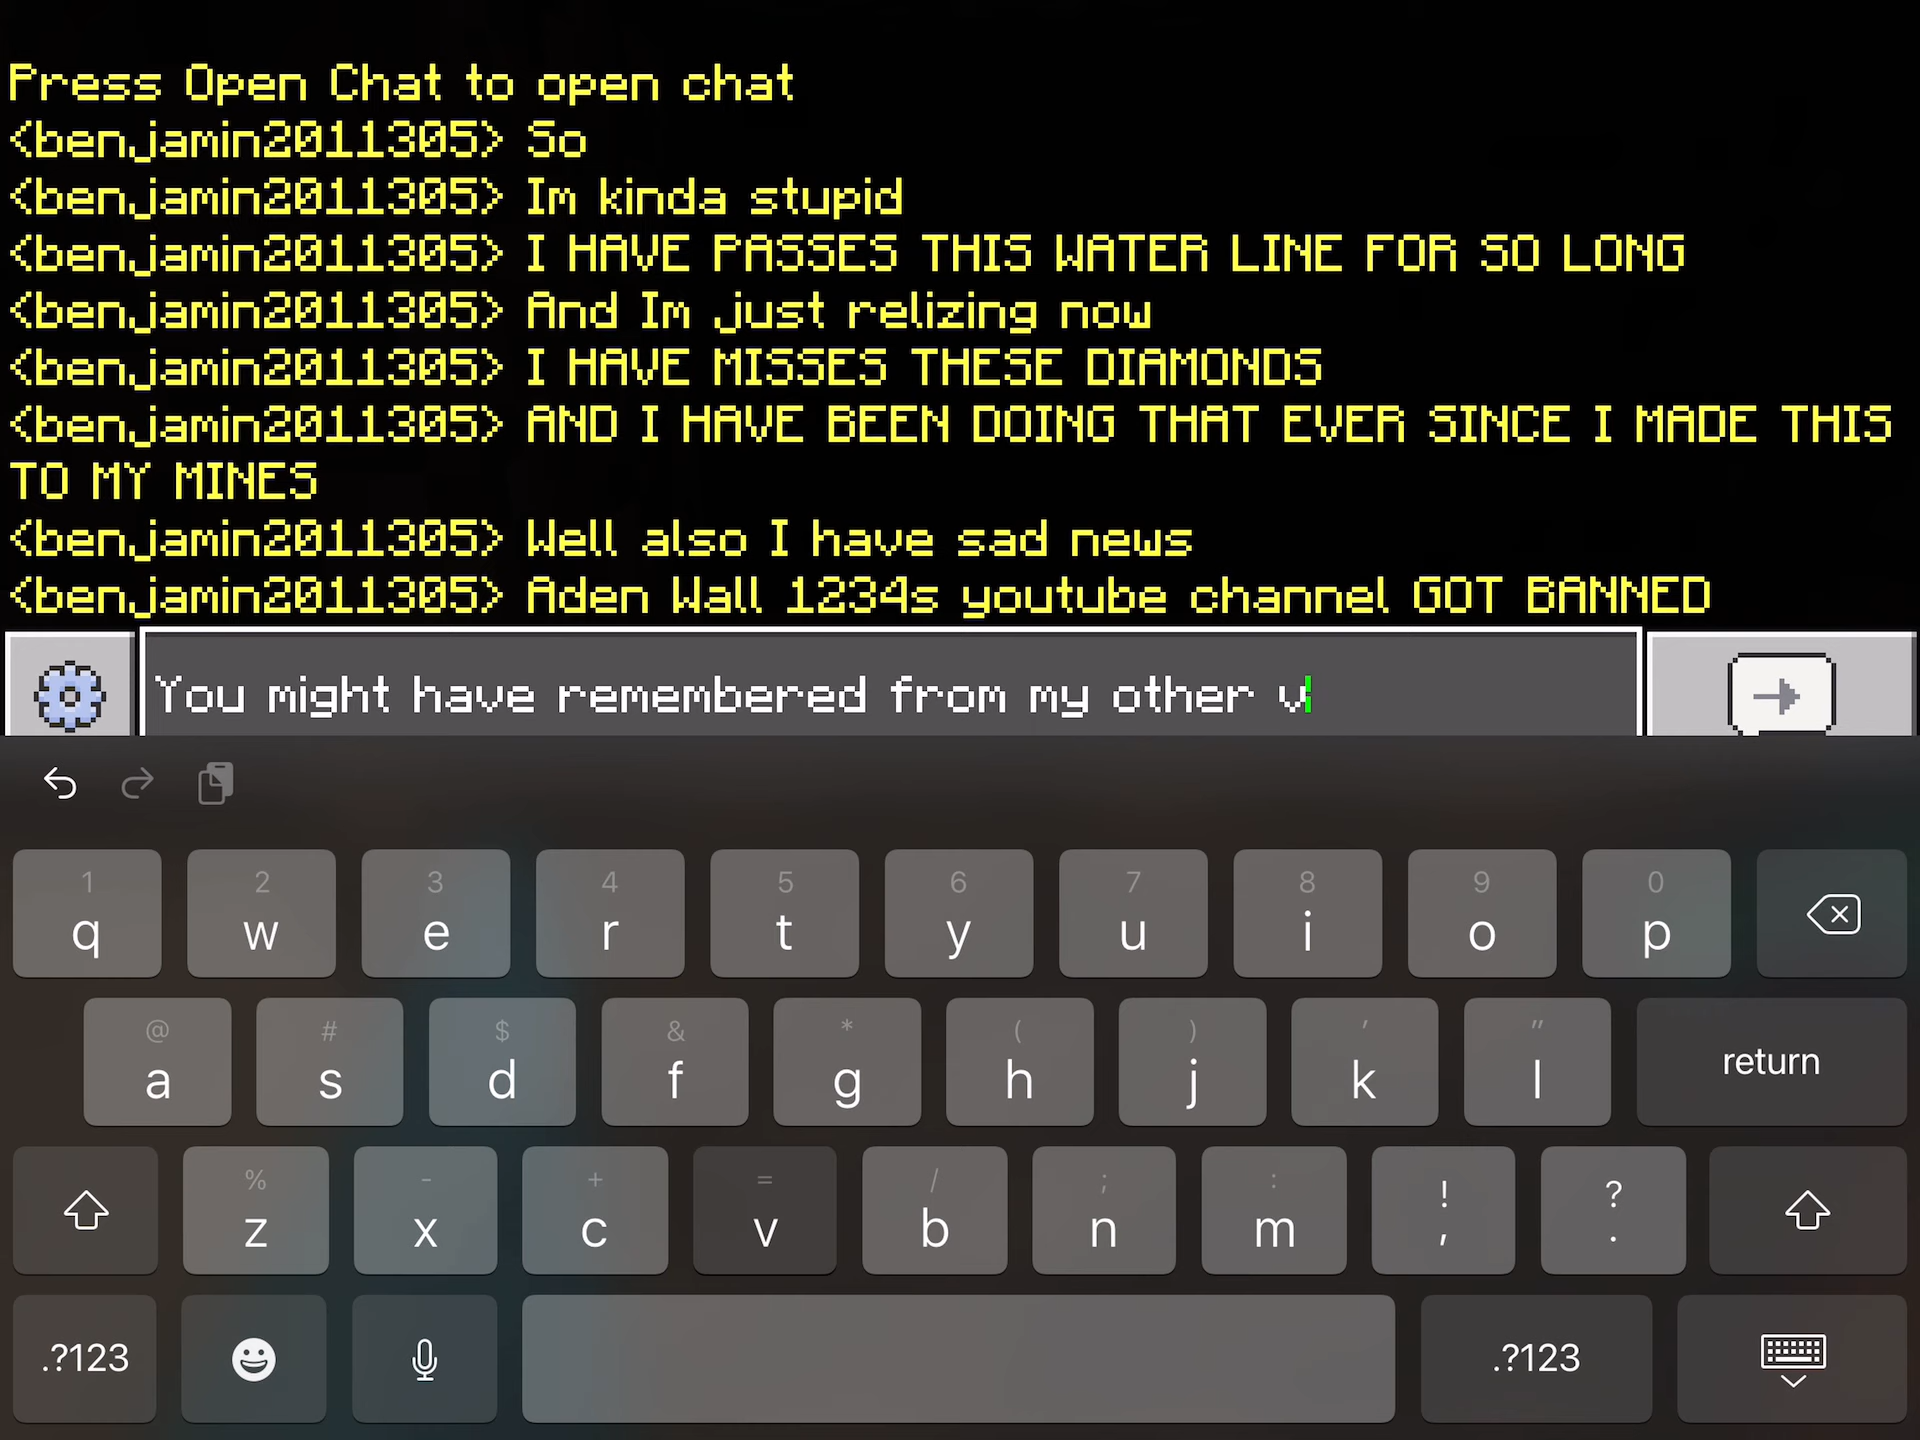 Press Open Chat to open chat
<benjamin2011305> So
<benjamin2011305> Im kinda stupid
<benjamin2011305> I HAVE PASSES THIS WATER LINE FOR SO LONG
<benjamin2011305> And Im just relizing now
<benjamin2011305> I HAVE MISSES THESE DIAMONDS
<benjamin2011305> AND I HAVE BEEN DOING THAT EVER SINCE I MADE THIS
TO MY MINES
<benjamin2011305> Well also I have sad news
<benjamin2011305> Aden Wall 1234s youtube channel GOT BANNED
You might have remembered from my other v
1 2 3 4 5 6 7 8 9 0
q w e r t y u i o p
@ # $ & * ( ) ' "
a s d f g h j k l return
% - + = / ; : ! ?
z x c v b n m , .
.?123 .?123